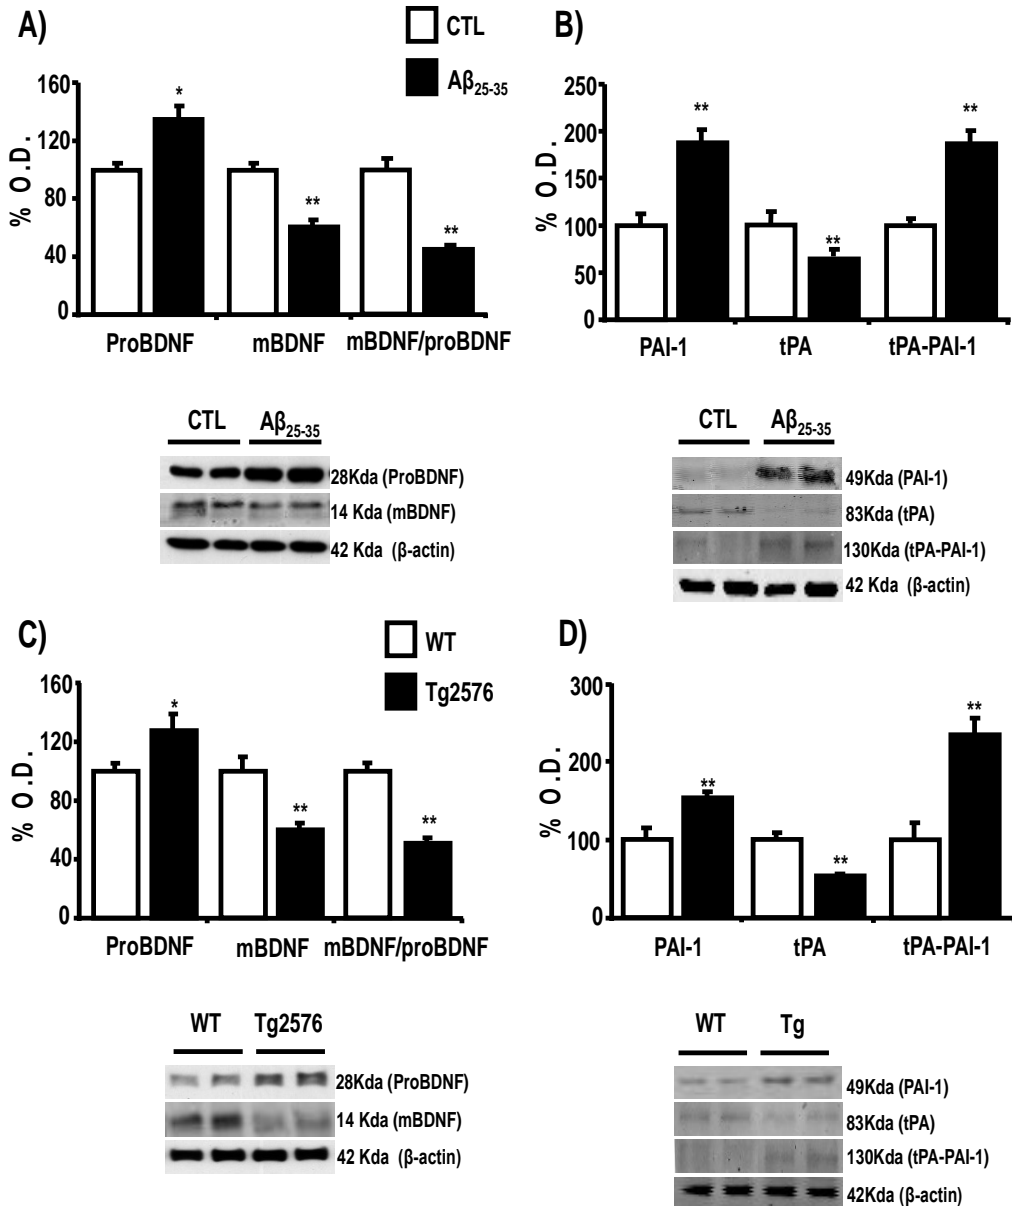 A)
CTL
Aβ25-35
160
120
80
40
0
% O.D.
*
**
**
ProBDNF mBDNF mBDNF/proBDNF
CTL Aβ25-35
28Kda (ProBDNF)
14 Kda (mBDNF)
42 Kda (β-actin)
B)
250
200
150
100
50
0
% O.D.
**
**
**
PAI-1 tPA tPA-PAI-1
CTL Aβ25-35
49Kda (PAI-1)
83Kda (tPA)
130Kda (tPA-PAI-1)
42 Kda (β-actin)
C)
WT
Tg2576
160
120
80
40
0
% O.D.
*
**
**
ProBDNF mBDNF mBDNF/proBDNF
WT Tg2576
28Kda (ProBDNF)
14 Kda (mBDNF)
42 Kda (β-actin)
D)
300
200
100
0
% O.D.
**
**
**
PAI-1 tPA tPA-PAI-1
WT Tg
49Kda (PAI-1)
83Kda (tPA)
130Kda (tPA-PAI-1)
42Kda (β-actin)